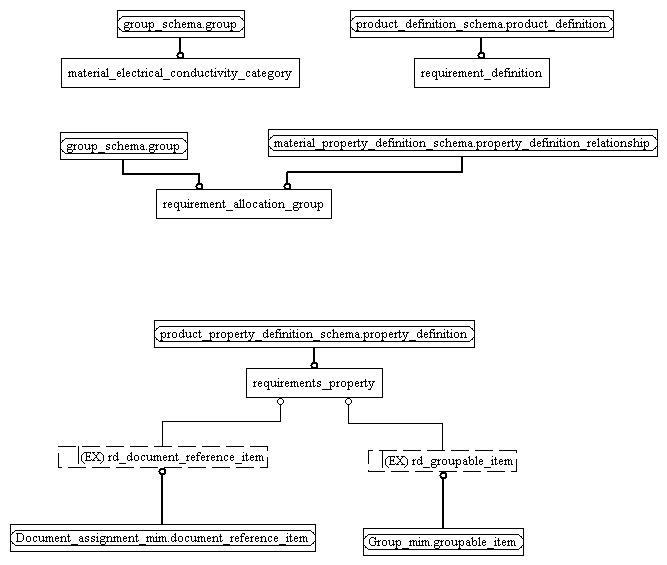 group_schema.group
product_definition_schema.product_definition
material_electrical_conductivity_category
requirement_definition
group_schema.group
material_property_definition_schema.property_definition_relationship
requirement_allocation_group
product_property_definition_schema.property_definition
requirements_property
(EX) rd_document_reference_item
(EX) rd_groupable_item
Document_assignment_mim.document_reference_item
Group_mim.groupable_item